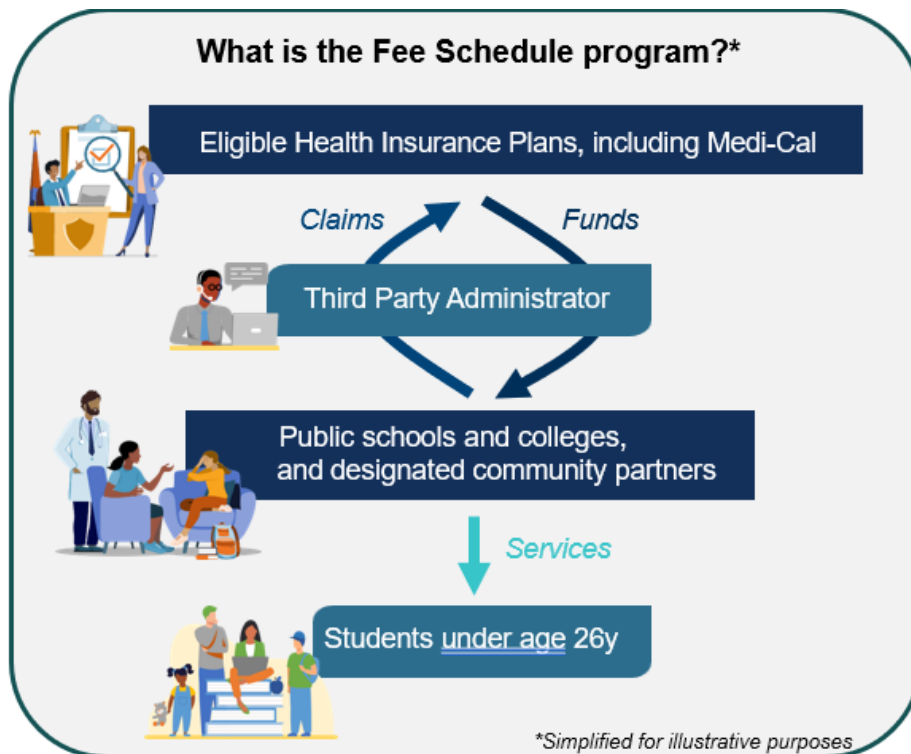 What is the Fee Schedule program?*
Eligible Health Insurance Plans, including Medi-Cal
Claims
Funds
Third Party Administrator
Public schools and colleges,
and designated community partners
Services
Students under age 26y
*Simplified for illustrative purposes